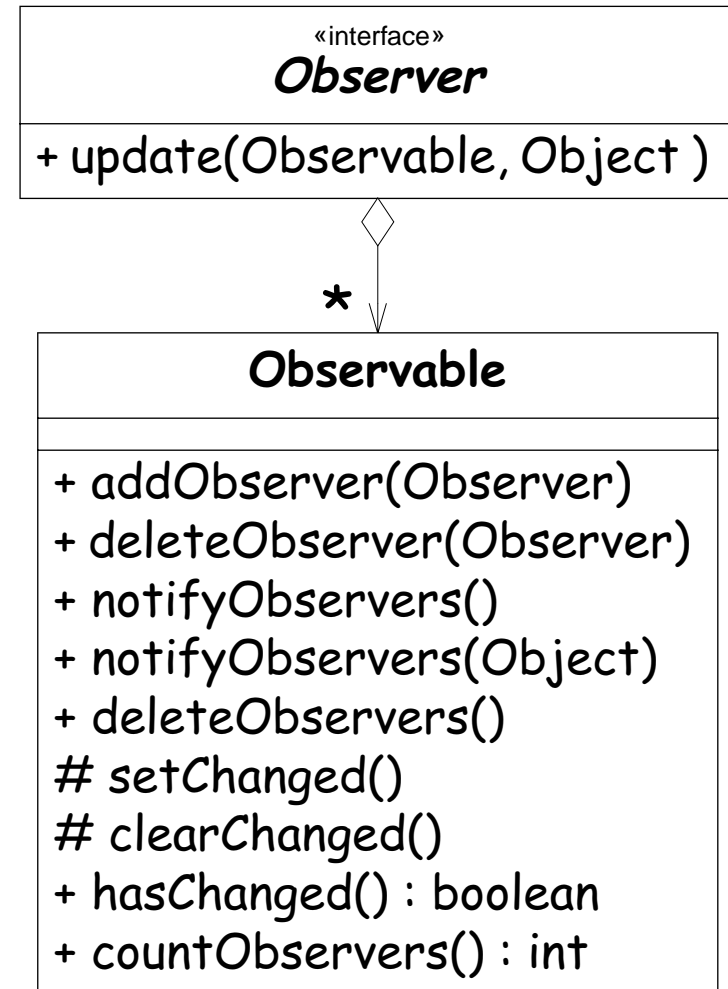 «interface»
Observer
+ update(Observable, Object )
*
Observable
+ addObserver(Observer)
+ deleteObserver(Observer)
+ notifyObservers()
+ notifyObservers(Object)
+ deleteObservers()
# setChanged()
# clearChanged()
+ hasChanged() : boolean
+ countObservers() : int